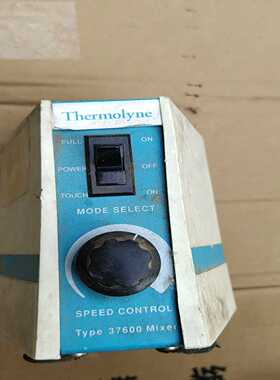 Thermolyne
FULL ON
POWER OFF
TOUCH ON
MODE SELECT
SPEED CONTROL
Type 37600 Mixer